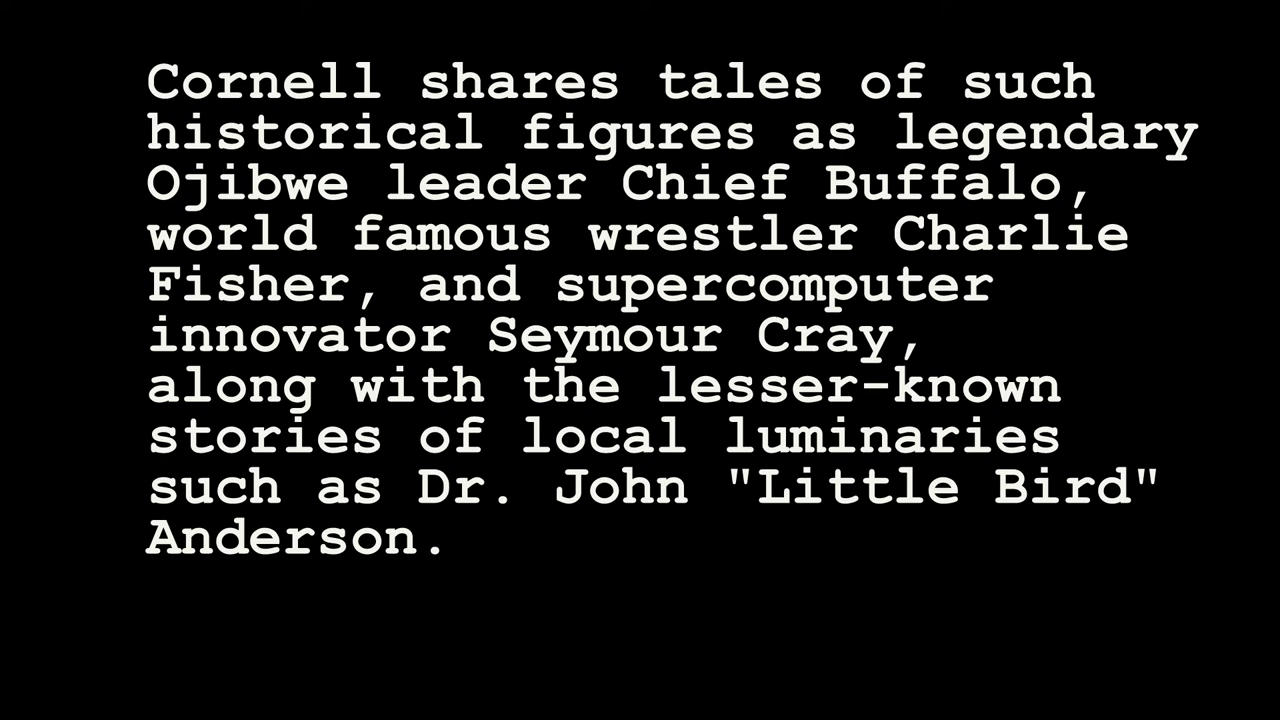 Cornell shares tales of such
historical figures as legendary
Ojibwe leader Chief Buffalo,
world famous wrestler Charlie
Fisher, and supercomputer
innovator Seymour Cray,
along with the lesser-known
stories of local luminaries
such as Dr. John "Little Bird"
Anderson.